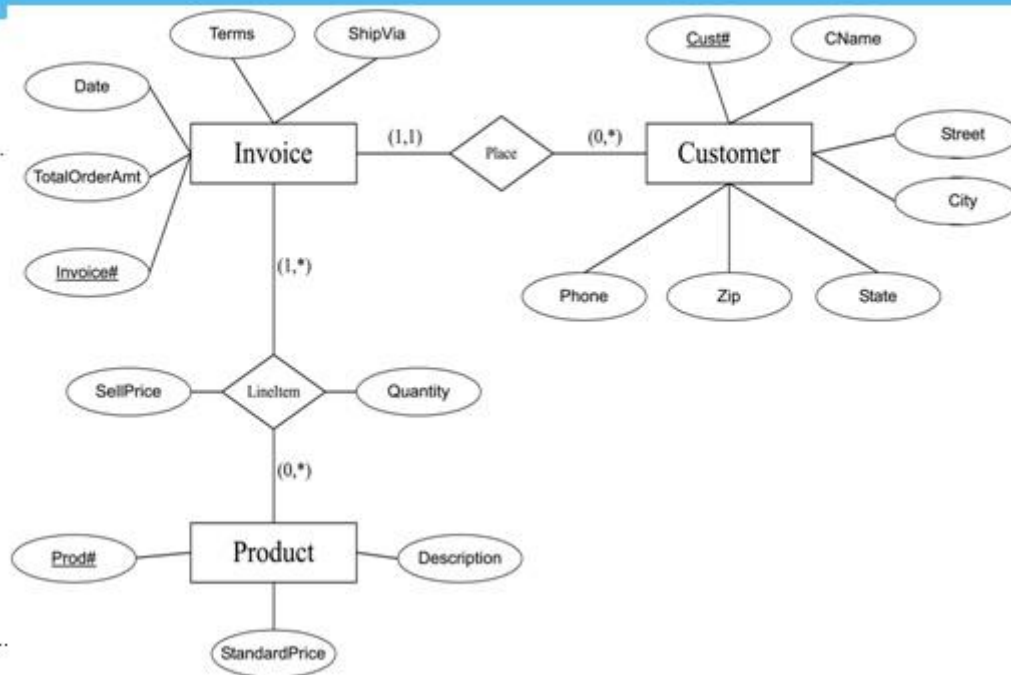 Terms
ShipVia
Cust#
CName
Date
Invoice
(1,1)
Place
(0,*)
Customer
Street
TotalOrderAmt
City
Invoice#
(1,*)
Phone
Zip
State
SellPrice
LineItem
Quantity
(0,*)
Prod#
Product
Description
StandardPrice